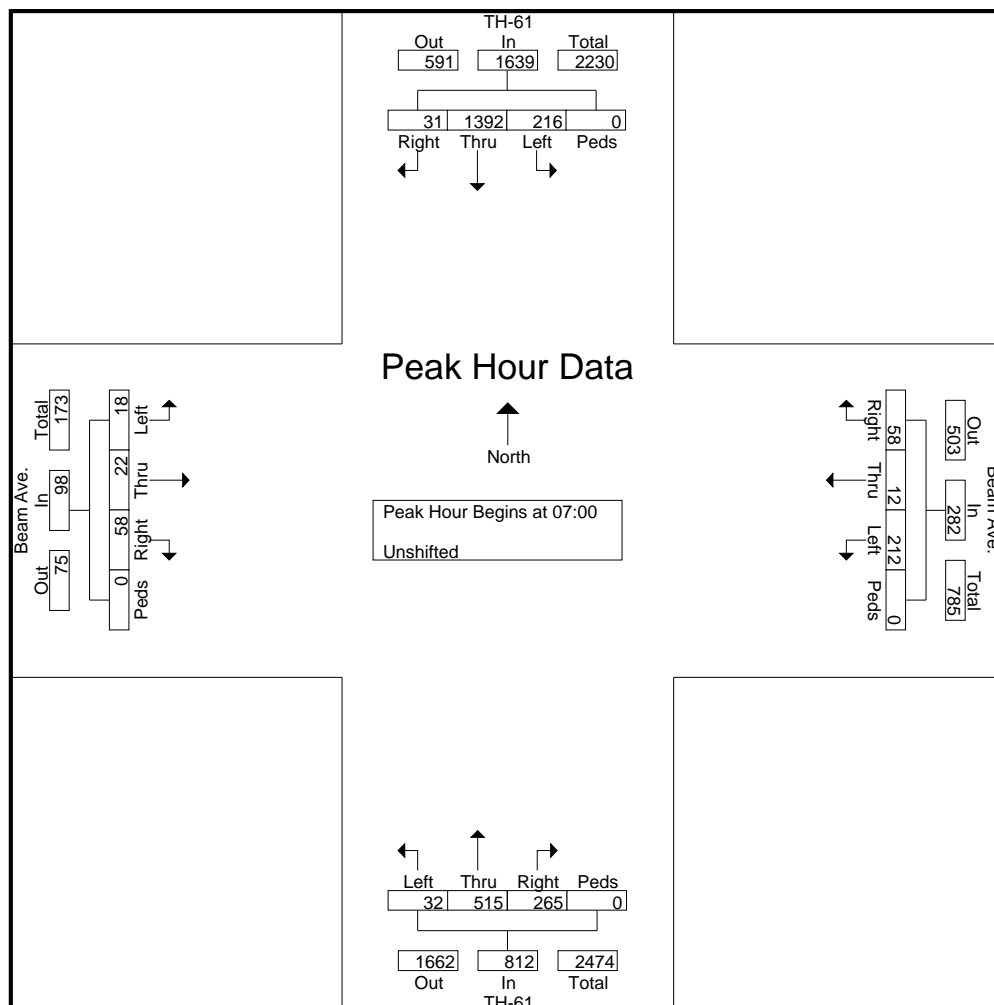 TH-61
Out In Total
591 1639 2230
31 1392 216 0
Right Thru Left Peds
Peak Hour Data
North
Peak Hour Begins at 07:00
Unshifted
Beam Ave.
Total In Out
173 98 75
18 22 58 0
Left Thru Right Peds
Right Thru Left Peds
58 12 212 0
503 282 785
Out In Total
Beam Ave.
Left Thru Right Peds
32 515 265 0
1662 812 2474
Out In Total
TH-61